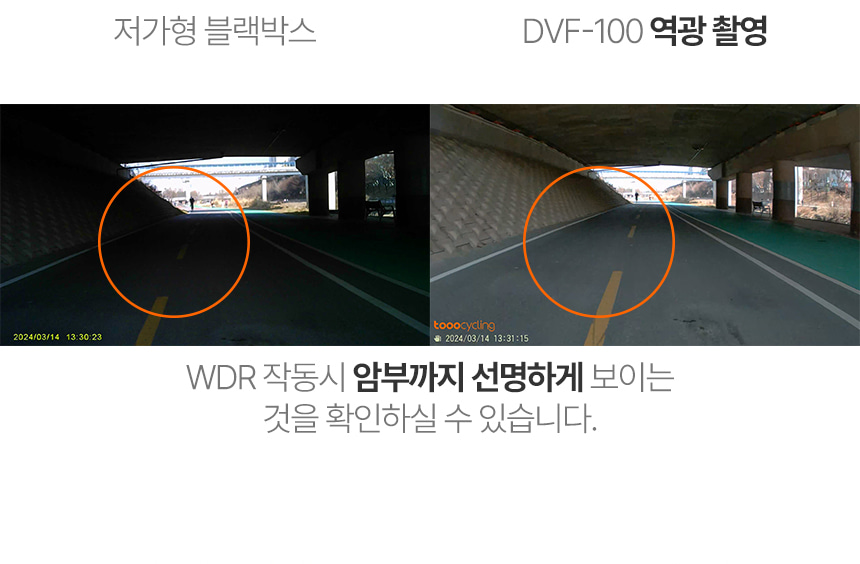 저가형 블랙박스
DVF-100 역광 촬영
2024/03/14 13:30:23
tooocycling
2024/03/14 13:31:15
WDR 작동시 암부까지 선명하게 보이는
것을 확인하실 수 있습니다.